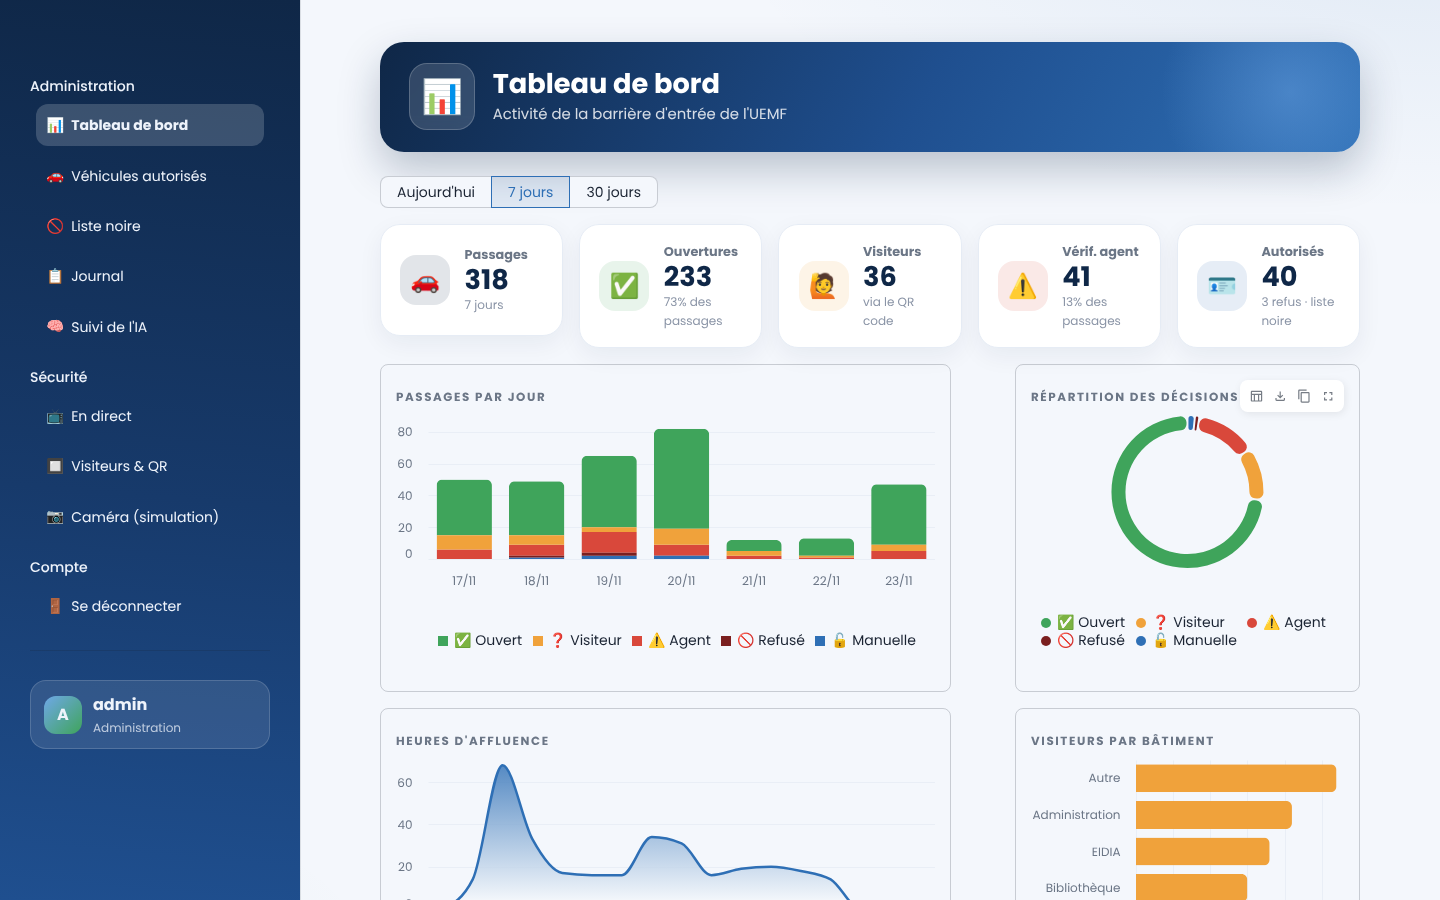 Administration
📊 Tableau de bord
🚗 Véhicules autorisés
🚫 Liste noire
📋 Journal
🧠 Suivi de l'IA
Sécurité
📺 En direct
🔲 Visiteurs & QR
📷 Caméra (simulation)
Compte
🚪 Se déconnecter
A
admin
Administration
Tableau de bord
Activité de la barrière d'entrée de l'UEMF
Aujourd'hui 7 jours 30 jours
Passages
318
7 jours
Ouvertures
233
73% des
passages
Visiteurs
36
via le QR
code
Vérif. agent
41
13% des
passages
Autorisés
40
3 refus · liste
noire
PASSAGES PAR JOUR
80
60
40
20
0
17/11 18/11 19/11 20/11 21/11 22/11 23/11
✅ Ouvert ❓ Visiteur ⚠️ Agent 🚫 Refusé 🔓 Manuelle
RÉPARTITION DES DÉCISIONS
✅ Ouvert ❓ Visiteur ⚠️ Agent
🚫 Refusé 🔓 Manuelle
HEURES D'AFFLUENCE
60
40
20
VISITEURS PAR BÂTIMENT
Autre
Administration
EIDIA
Bibliothèque